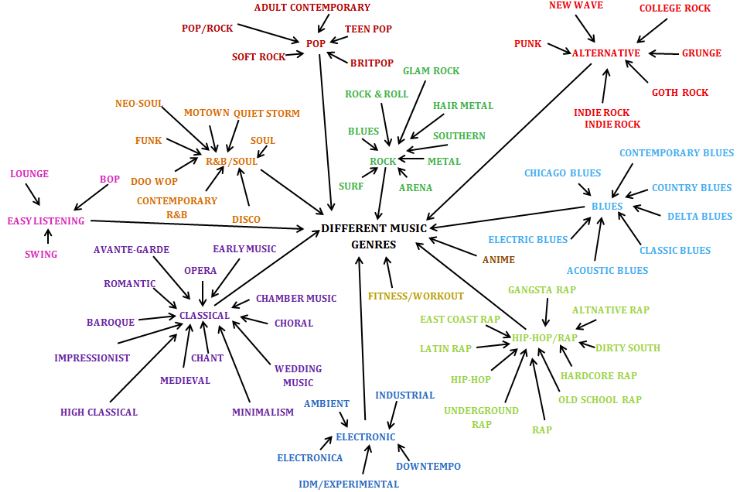 ADULT CONTEMPORARY
POP/ROCK
TEEN POP
POP
SOFT ROCK
BRITPOP
NEW WAVE
COLLEGE ROCK
PUNK
ALTERNATIVE
GRUNGE
GOTH ROCK
INDIE ROCK
INDIE ROCK
GLAM ROCK
ROCK & ROLL
HAIR METAL
BLUES
SOUTHERN
ROCK
METAL
SURF
ARENA
NEO-SOUL
MOTOWN
QUIET STORM
FUNK
SOUL
R&B/SOUL
DOO WOP
CONTEMPORARY
R&B
DISCO
LOUNGE
BOP
EASY LISTENING
SWING
DIFFERENT MUSIC
GENRES
CONTEMPORARY BLUES
CHICAGO BLUES
COUNTRY BLUES
BLUES
DELTA BLUES
ELECTRIC BLUES
CLASSIC BLUES
ACOUSTIC BLUES
ANIME
FITNESS/WORKOUT
AVANTE-GARDE
EARLY MUSIC
OPERA
ROMANTIC
CHAMBER MUSIC
CLASSICAL
BAROQUE
CHORAL
IMPRESSIONIST
CHANT
WEDDING
MUSIC
MEDIEVAL
HIGH CLASSICAL
MINIMALISM
GANGSTA RAP
EAST COAST RAP
ALTNATIVE RAP
HIP-HOP/RAP
LATIN RAP
DIRTY SOUTH
HIP-HOP
HARDCORE RAP
OLD SCHOOL RAP
UNDERGROUND
RAP
RAP
INDUSTRIAL
AMBIENT
ELECTRONIC
ELECTRONICA
DOWNTEMPO
IDM/EXPERIMENTAL